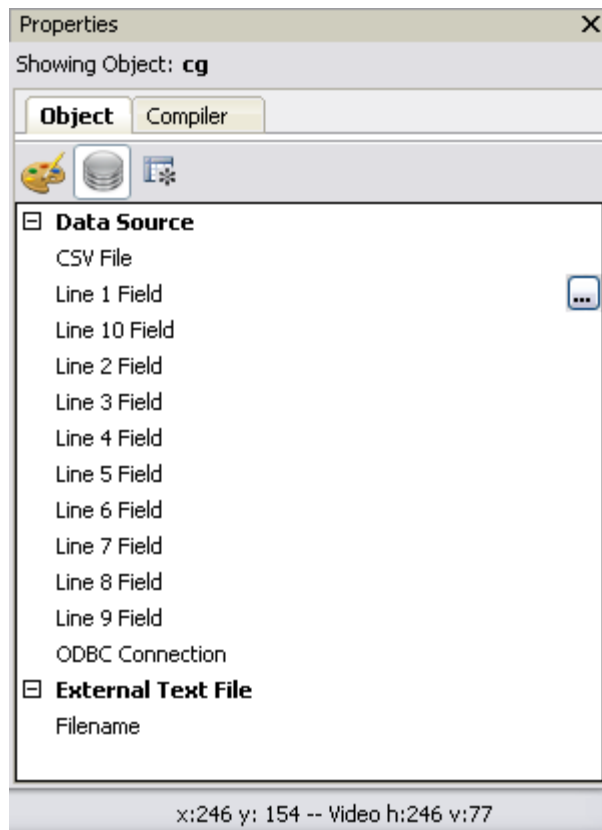 Properties
Showing Object: cg
Object Compiler
Data Source
CSV File
Line 1 Field ...
Line 10 Field
Line 2 Field
Line 3 Field
Line 4 Field
Line 5 Field
Line 6 Field
Line 7 Field
Line 8 Field
Line 9 Field
ODBC Connection
External Text File
Filename
x:246 y: 154 -- Video h:246 v:77